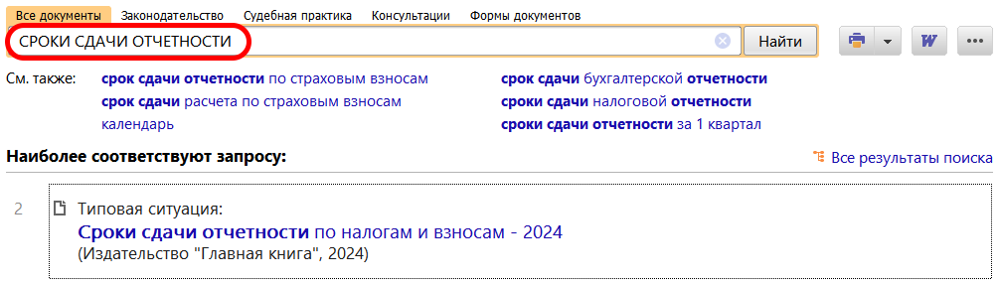 Все документы Законодательство Судебная практика Консультации Формы документов
СРОКИ СДАЧИ ОТЧЕТНОСТИ Найти W
См. также: срок сдачи отчетности по страховым взносам срок сдачи бухгалтерской отчетности
срок сдачи расчета по страховым взносам сроки сдачи налоговой отчетности
календарь сроки сдачи отчетности за 1 квартал
Наиболее соответствуют запросу: Все результаты поиска
2 Типовая ситуация:
Сроки сдачи отчетности по налогам и взносам - 2024
(Издательство "Главная книга", 2024)